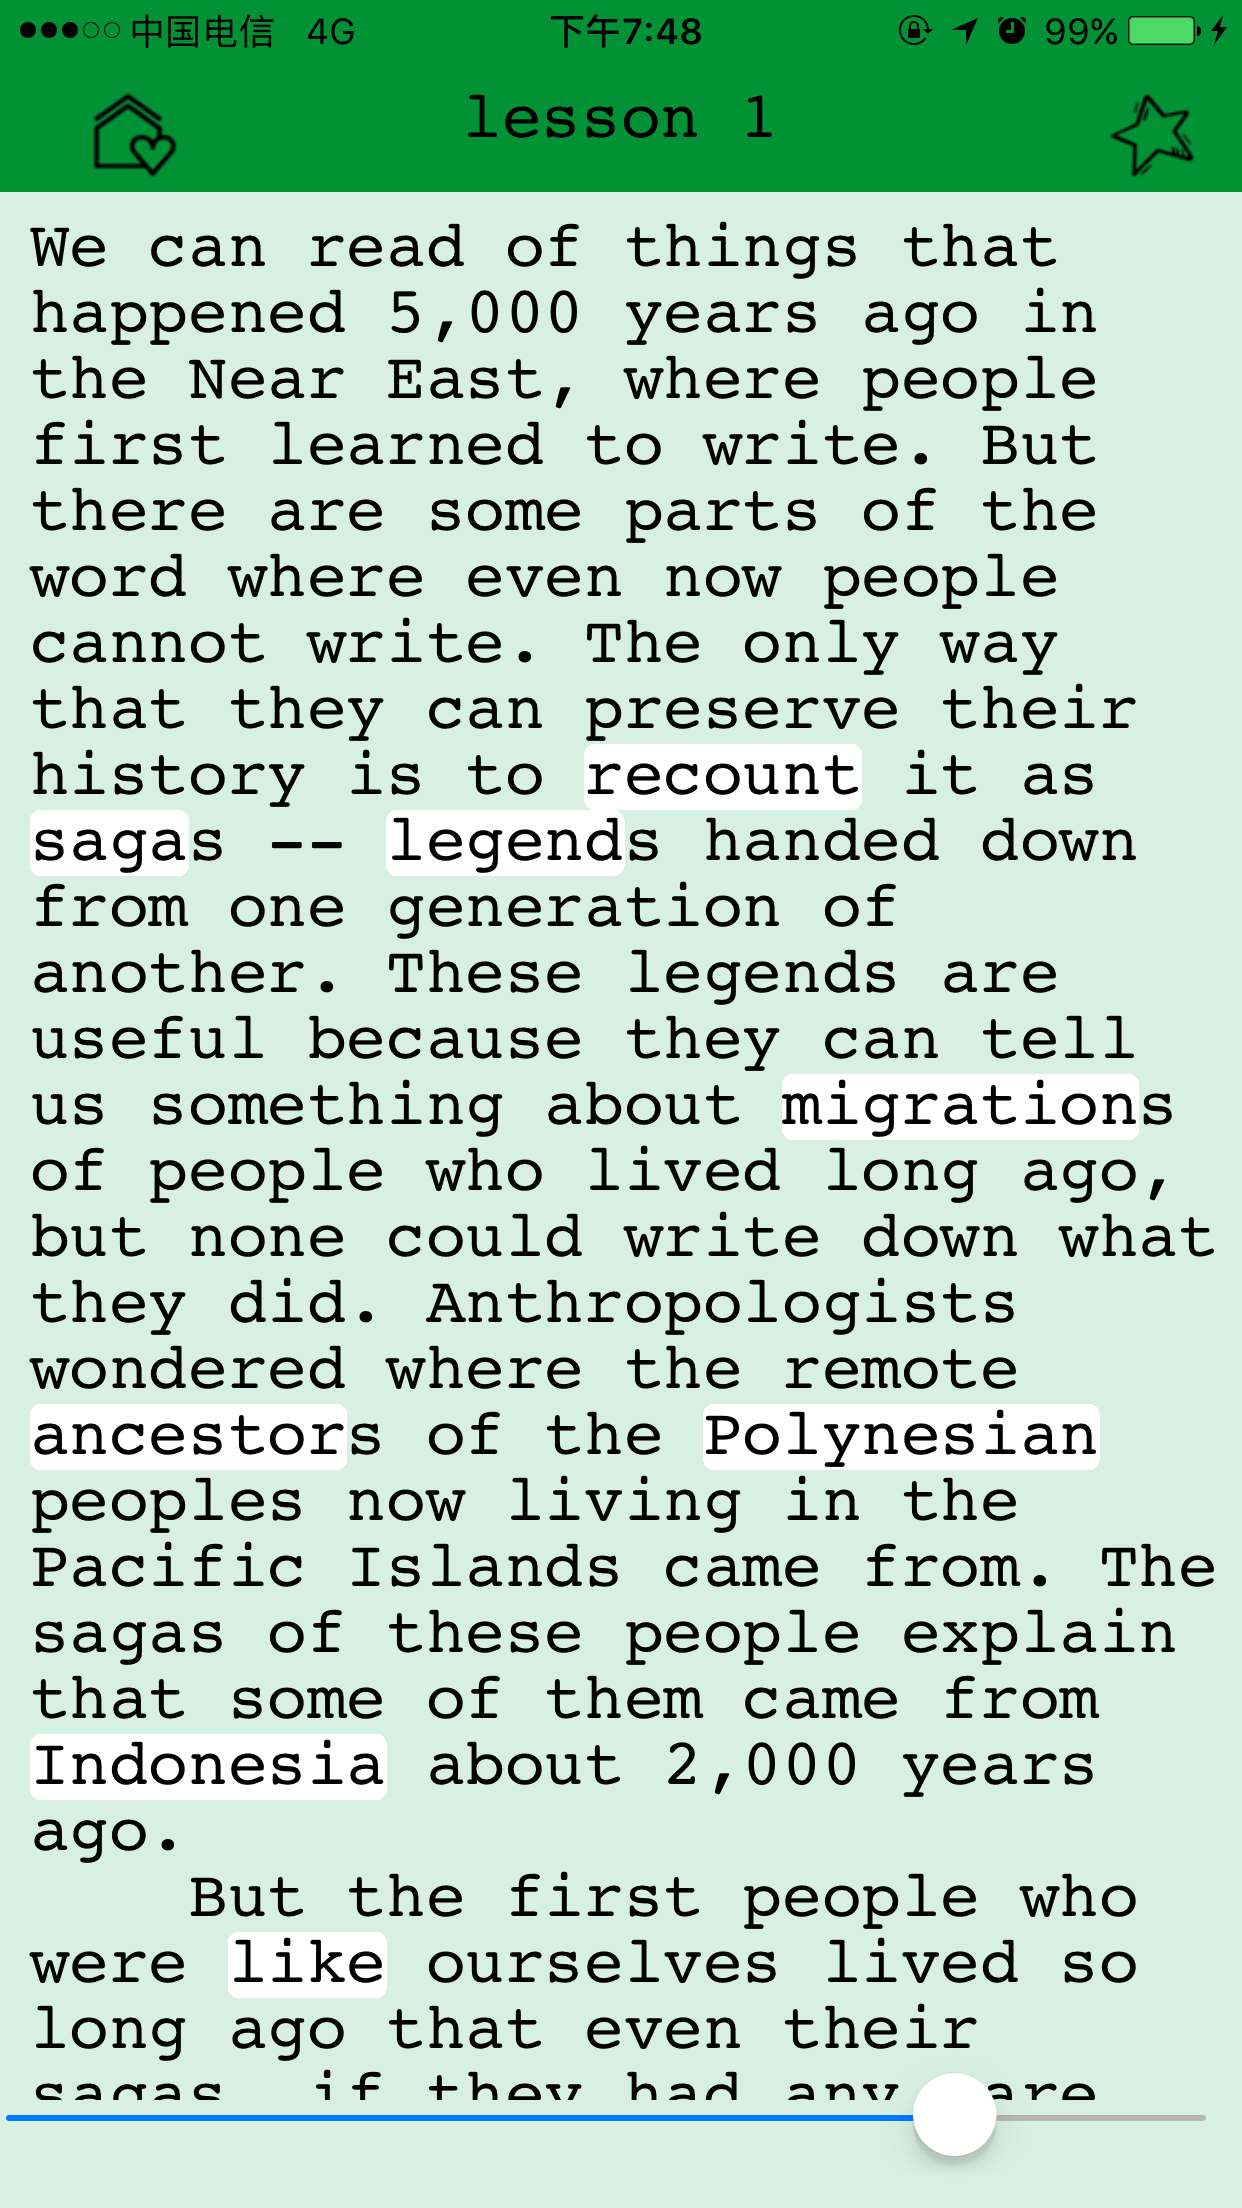 中国电信 4G 下午7:48 99%
lesson 1
We can read of things that
happened 5,000 years ago in
the Near East, where people
first learned to write. But
there are some parts of the
word where even now people
cannot write. The only way
that they can preserve their
history is to recount it as
sagas -- legends handed down
from one generation of
another. These legends are
useful because they can tell
us something about migrations
of people who lived long ago,
but none could write down what
they did. Anthropologists
wondered where the remote
ancestors of the Polynesian
peoples now living in the
Pacific Islands came from. The
sagas of these people explain
that some of them came from
Indonesia about 2,000 years
ago.
But the first people who
were like ourselves lived so
long ago that even their
sagas, if they had any, are